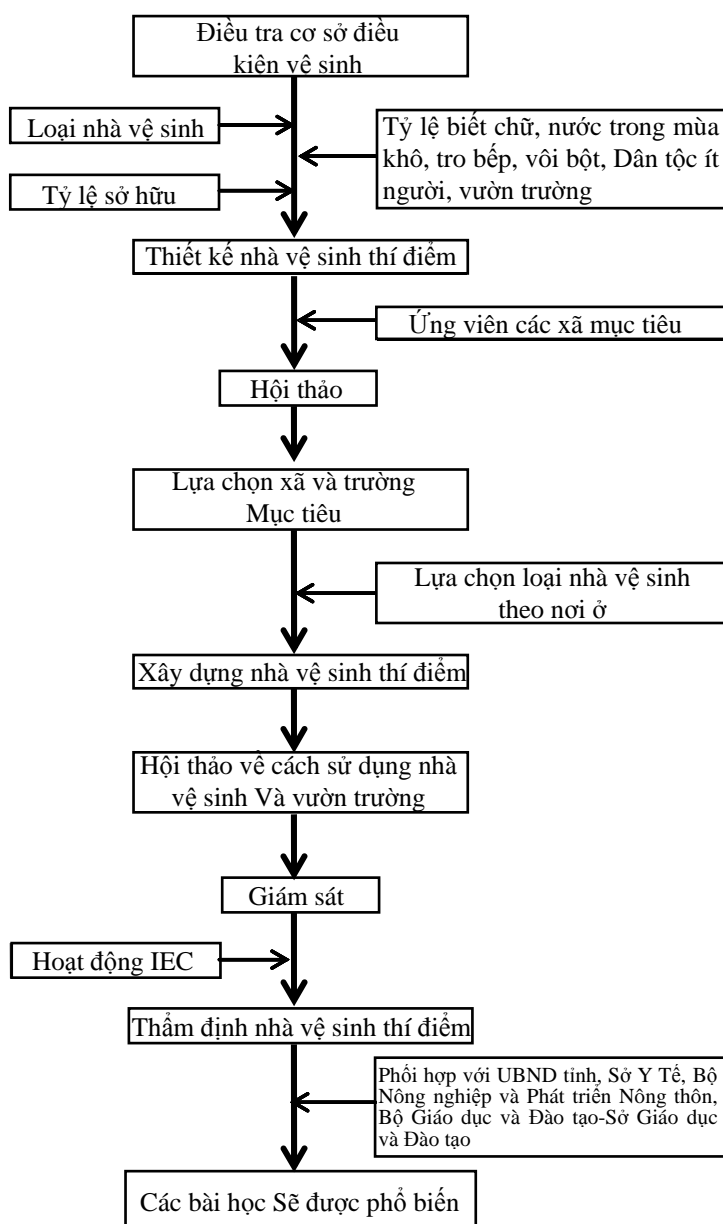 Điều tra cơ sở điều
kiện vệ sinh
Loại nhà vệ sinh
Tỷ lệ biết chữ, nước trong mùa
khô, tro bếp, vôi bột, Dân tộc ít
người, vườn trường
Tỷ lệ sở hữu
Thiết kế nhà vệ sinh thí điểm
Ứng viên các xã mục tiêu
Hội thảo
Lựa chọn xã và trường
Mục tiêu
Lựa chọn loại nhà vệ sinh
theo nơi ở
Xây dựng nhà vệ sinh thí điểm
Hội thảo về cách sử dụng nhà
vệ sinh Và vườn trường
Giám sát
Hoạt động IEC
Thẩm định nhà vệ sinh thí điểm
Phối hợp với UBND tỉnh, Sở Y Tế, Bộ
Nông nghiệp và Phát triển Nông thôn,
Bộ Giáo dục và Đào tạo-Sở Giáo dục
và Đào tạo
Các bài học Sẽ được phổ biến